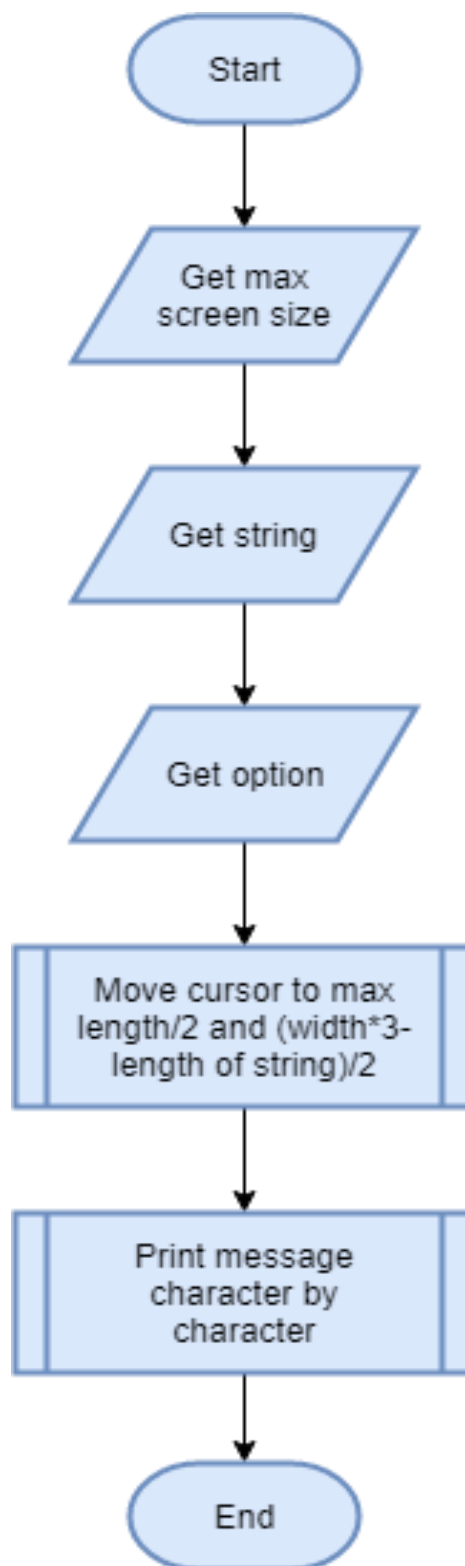 Start
Get max
screen size
Get string
Get option
Move cursor to max
length/2 and (width*3-
length of string)/2
Print message
character by
character
End